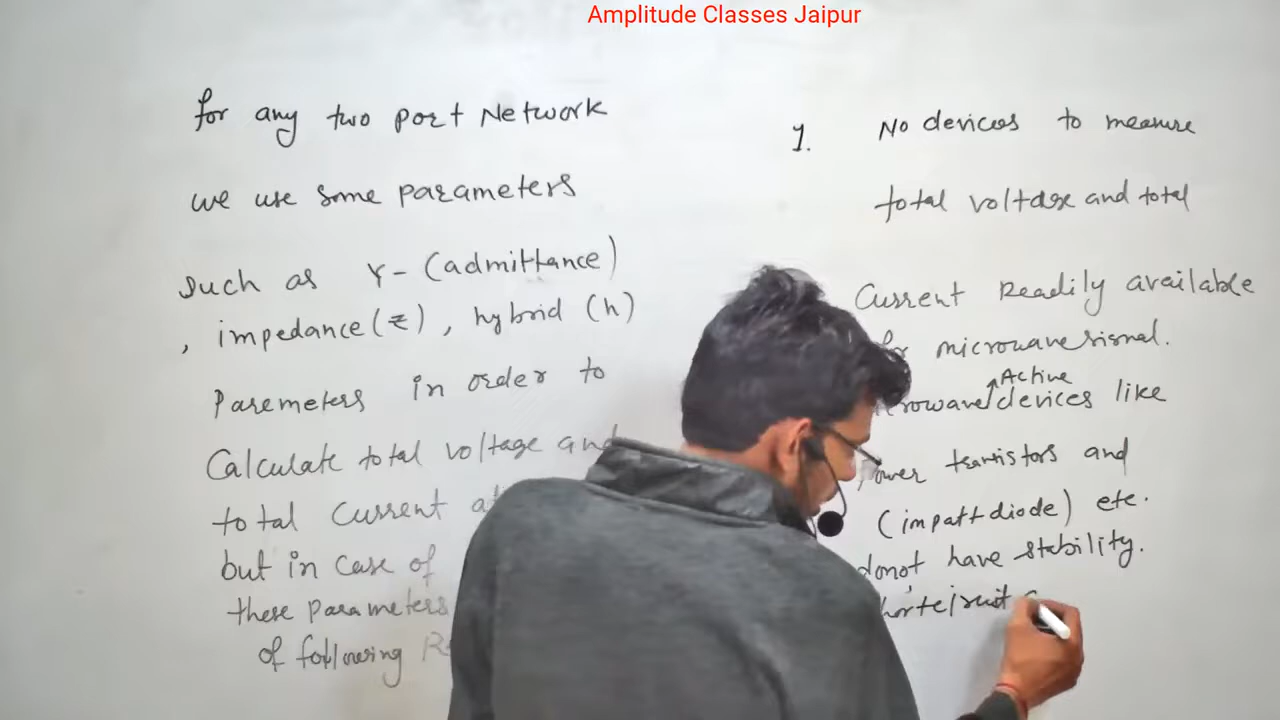 Amplitude Classes Jaipur
for any two port Network
we use some parameters
such as Y- (admittance)
, impedance (z) , hybrid (h)
Paremeters in order to
Calculate total voltage and
total Current at
but in Case of
these Parameters
of following
1. No devices to measure
total voltage and total
Current Readily available
microwave signal.
Active
devices like
transistors and
(impatt diode) etc.
donot have stability.